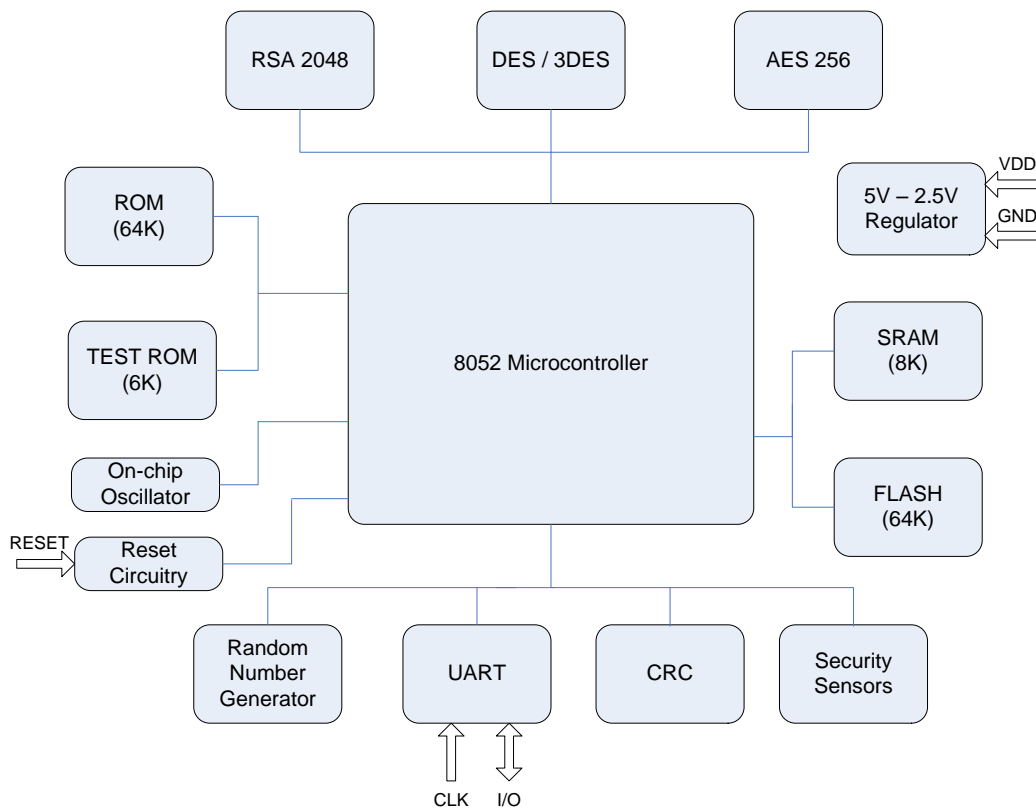 RSA 2048
DES / 3DES
AES 256
VDD
GND
5V – 2.5V
Regulator
ROM
(64K)
TEST ROM
(6K)
8052 Microcontroller
SRAM
(8K)
FLASH
(64K)
On-chip
Oscillator
RESET
Reset
Circuitry
Random
Number
Generator
UART
CRC
Security
Sensors
CLK
I/O